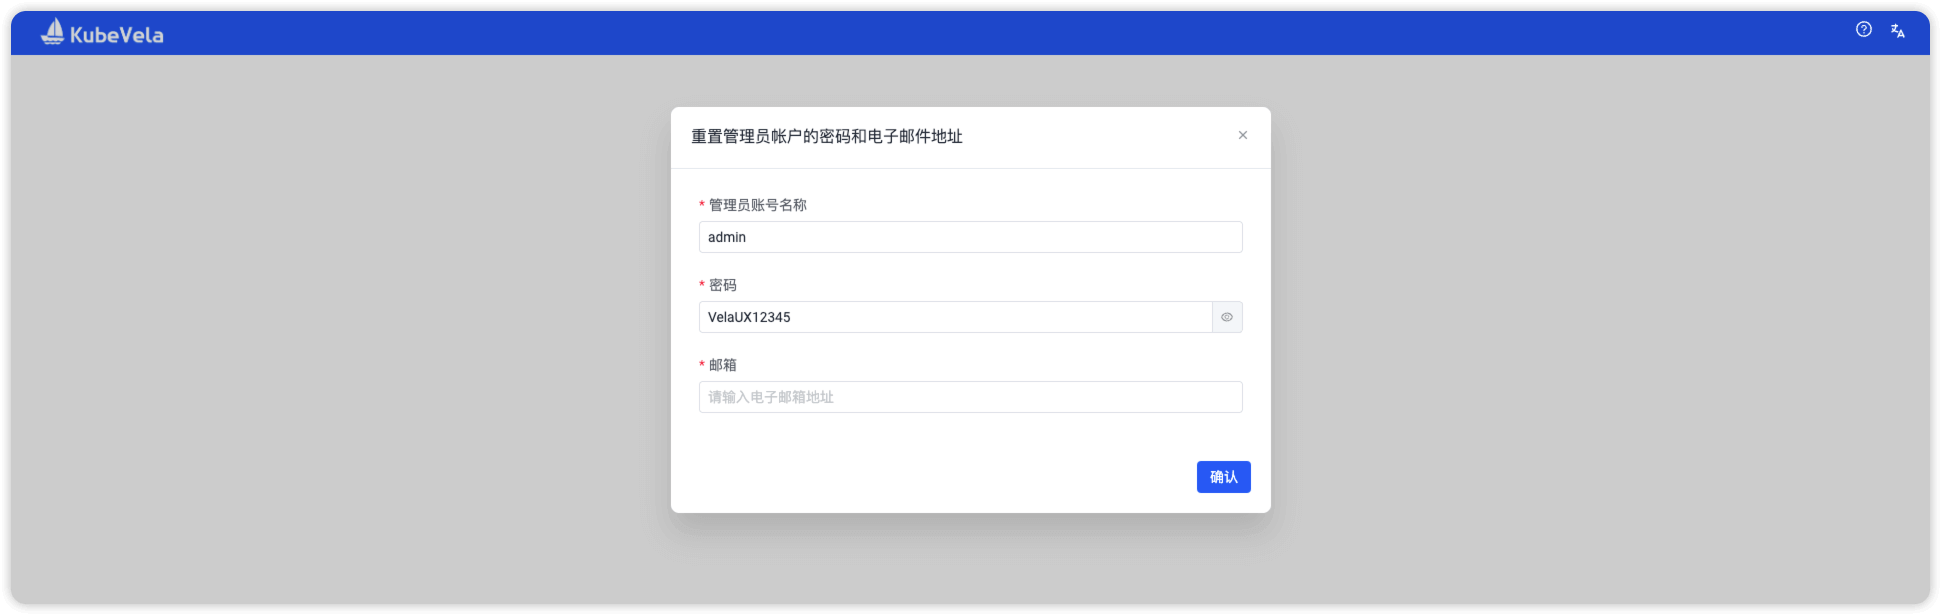 KubeVela
重置管理员帐户的密码和电子邮件地址
* 管理员账号名称
admin
* 密码
VelaUX12345
* 邮箱
请输入电子邮箱地址
确认